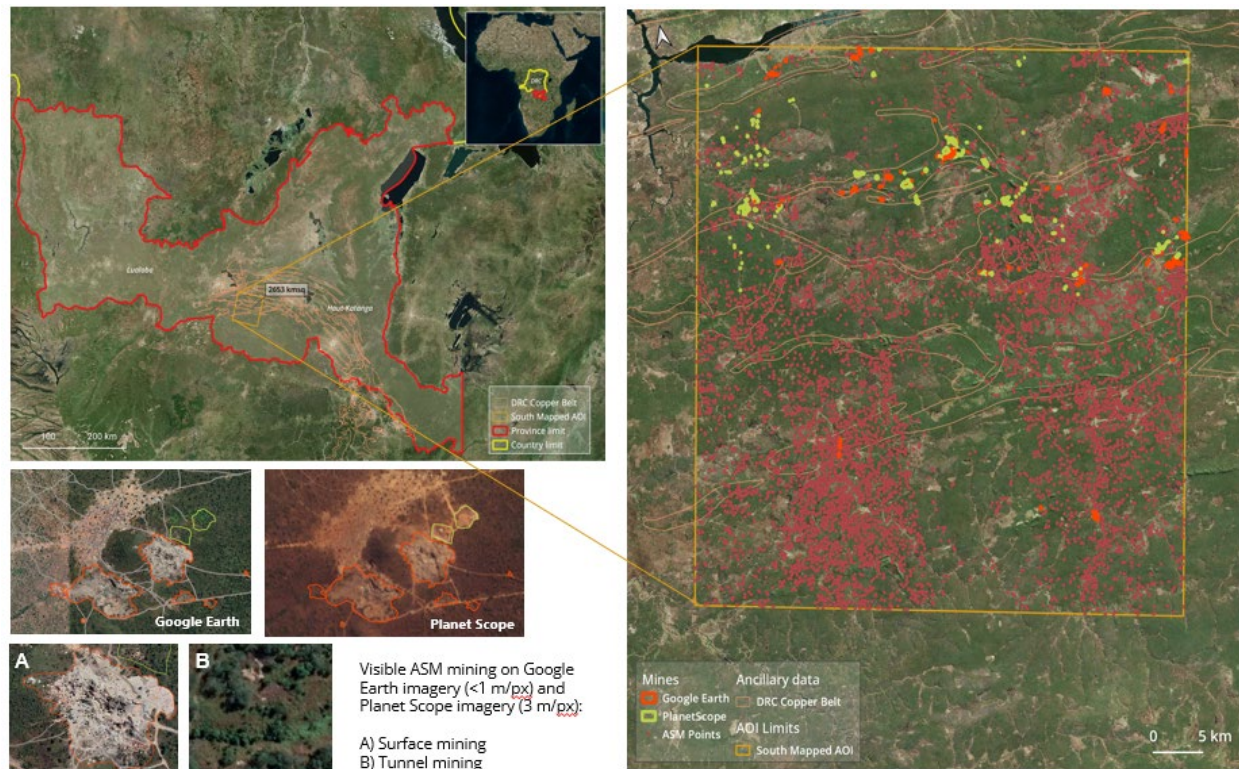 DRC
Lualaba
2653 kmsq
Haut-Katanga
DRC Copper Belt
South Mapped AOI
Province limit
Country limit
100 200 km
Google Earth
Planet Scope
A
B
Visible ASM mining on Google
Earth imagery (<1 m/px) and
Planet Scope imagery (3 m/px):
A) Surface mining
B) Tunnel mining
Mines
Google Earth
PlanetScope
ASM Points
Ancillary data
DRC Copper Belt
AOI Limits
South Mapped AOI
0 5 km